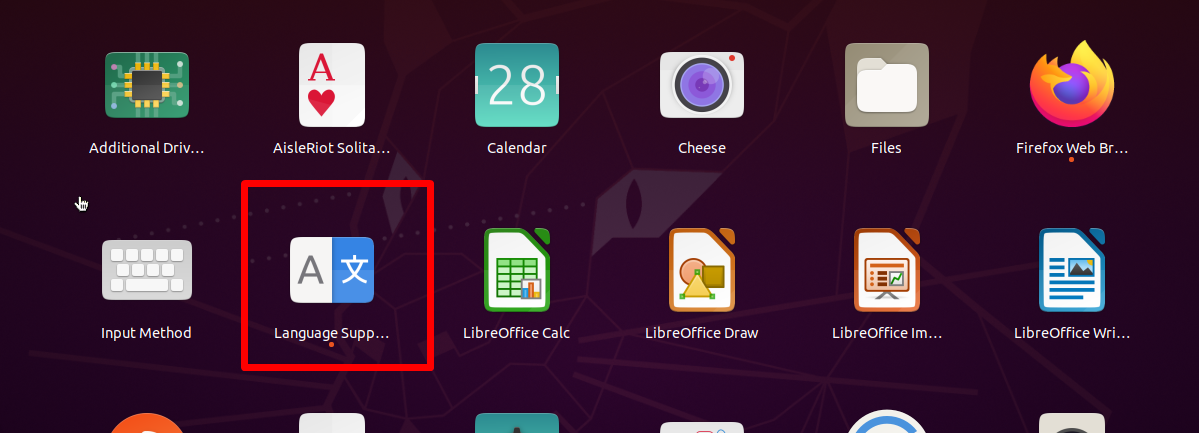 A
28
Additional Driv...
AisleRiot Solita...
Calendar
Cheese
Files
Firefox Web Br...
A 文
Input Method
Language Supp...
LibreOffice Calc
LibreOffice Draw
LibreOffice Im...
LibreOffice Wri...